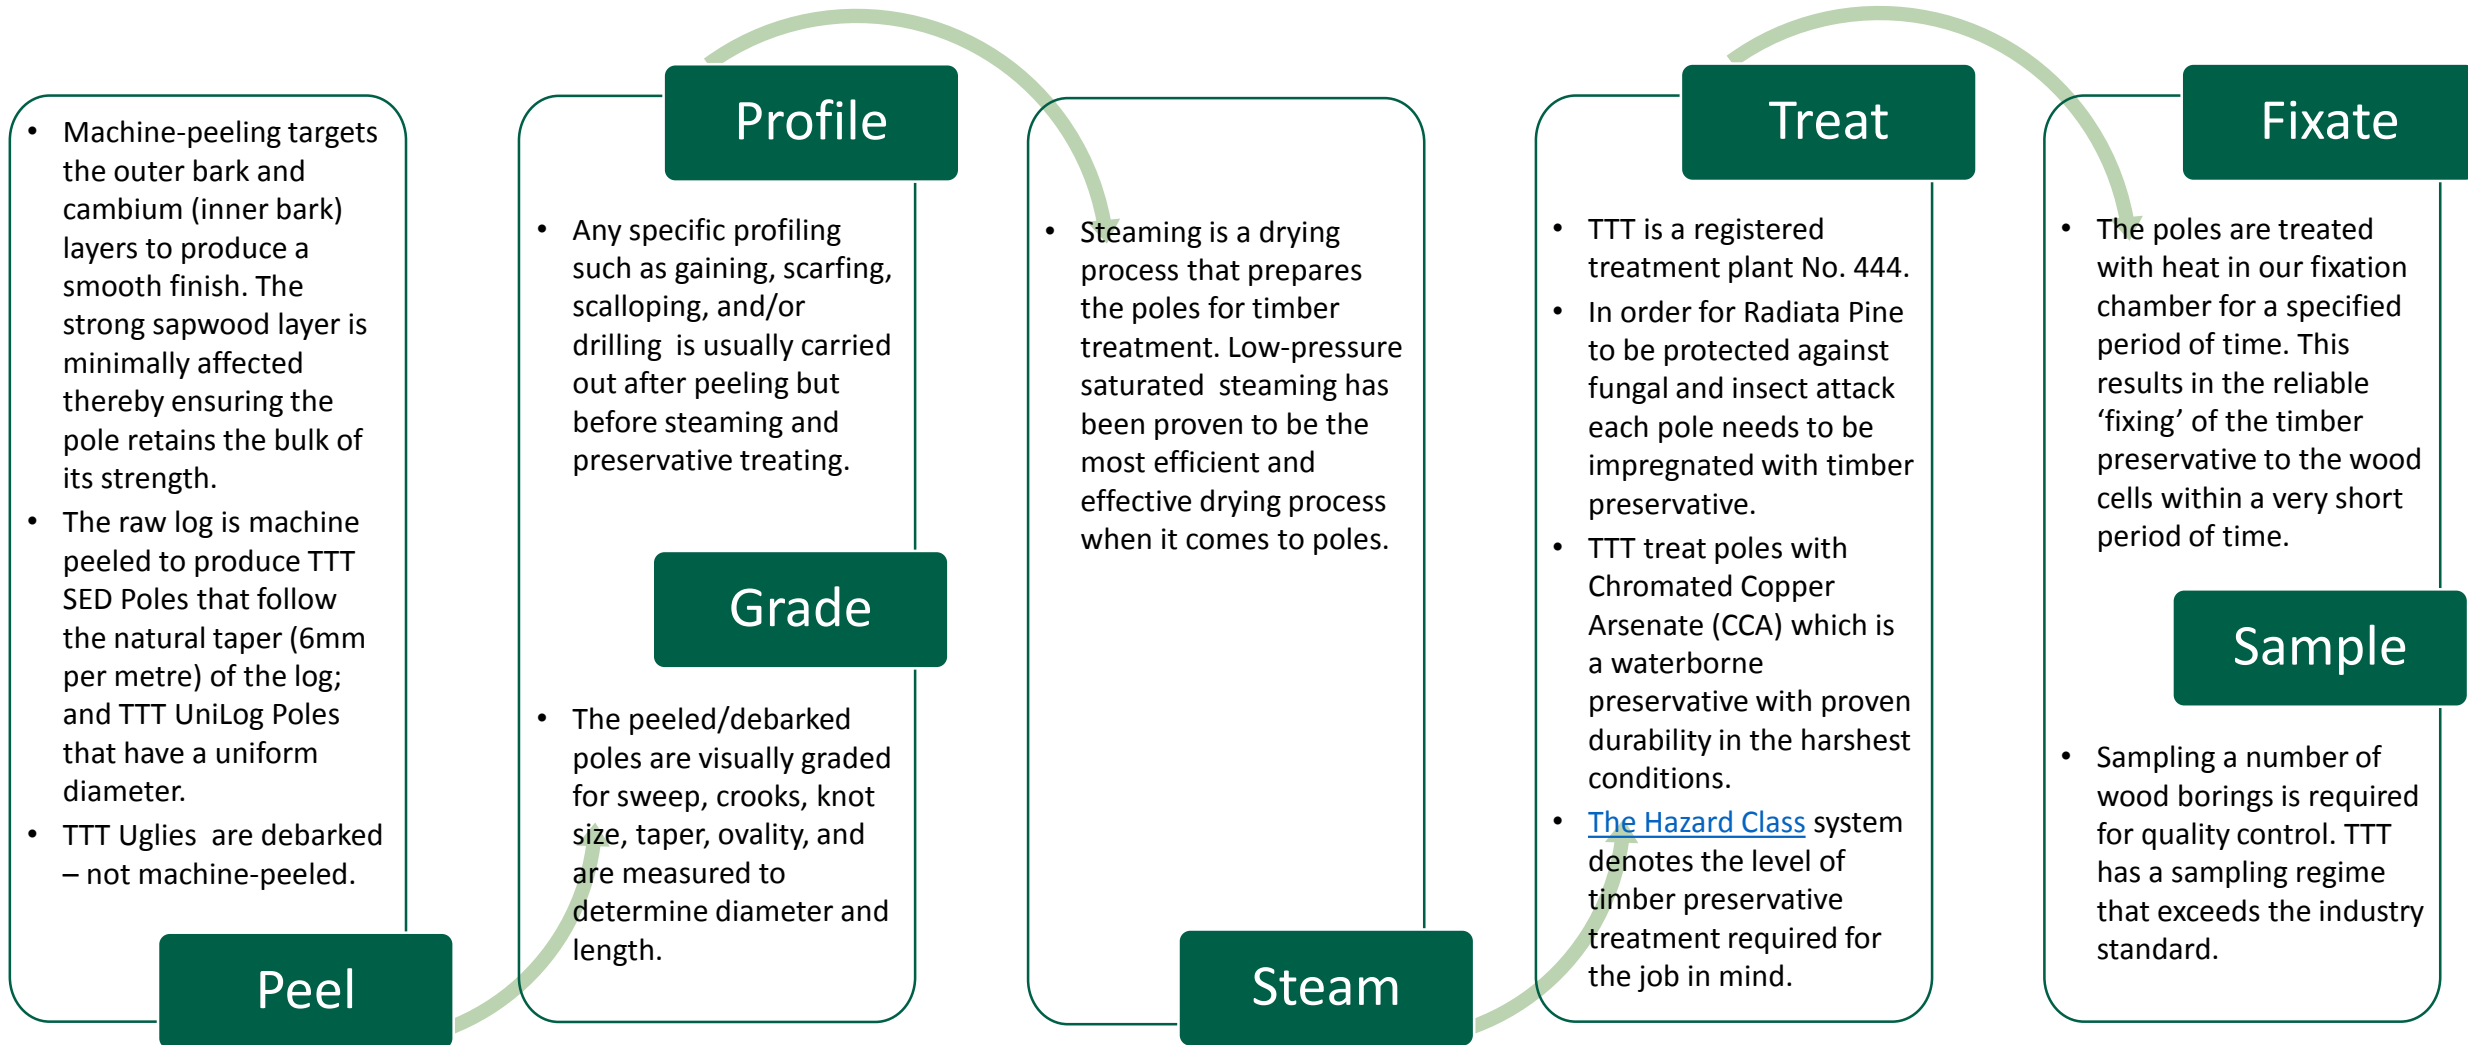 • Machine-peeling targets
the outer bark and
cambium (inner bark)
layers to produce a
smooth finish. The
strong sapwood layer is
minimally affected
thereby ensuring the
pole retains the bulk of
its strength.
• The raw log is machine
peeled to produce TTT
SED Poles that follow
the natural taper (6mm
per metre) of the log;
and TTT UniLog Poles
that have a uniform
diameter.
• TTT Uglies are debarked
– not machine-peeled.
Peel
Profile
• Any specific profiling
such as gaining, scarfing,
scalloping, and/or
drilling is usually carried
out after peeling but
before steaming and
preservative treating.
Grade
• The peeled/debarked
poles are visually graded
for sweep, crooks, knot
size, taper, ovality, and
are measured to
determine diameter and
length.
• Steaming is a drying
process that prepares
the poles for timber
treatment. Low-pressure
saturated steaming has
been proven to be the
most efficient and
effective drying process
when it comes to poles.
Steam
Treat
• TTT is a registered
treatment plant No. 444.
• In order for Radiata Pine
to be protected against
fungal and insect attack
each pole needs to be
impregnated with timber
preservative.
• TTT treat poles with
Chromated Copper
Arsenate (CCA) which is
a waterborne
preservative with proven
durability in the harshest
conditions.
• The Hazard Class system
denotes the level of
timber preservative
treatment required for
the job in mind.
Fixate
• The poles are treated
with heat in our fixation
chamber for a specified
period of time. This
results in the reliable
‘fixing’ of the timber
preservative to the wood
cells within a very short
period of time.
Sample
• Sampling a number of
wood borings is required
for quality control. TTT
has a sampling regime
that exceeds the industry
standard.